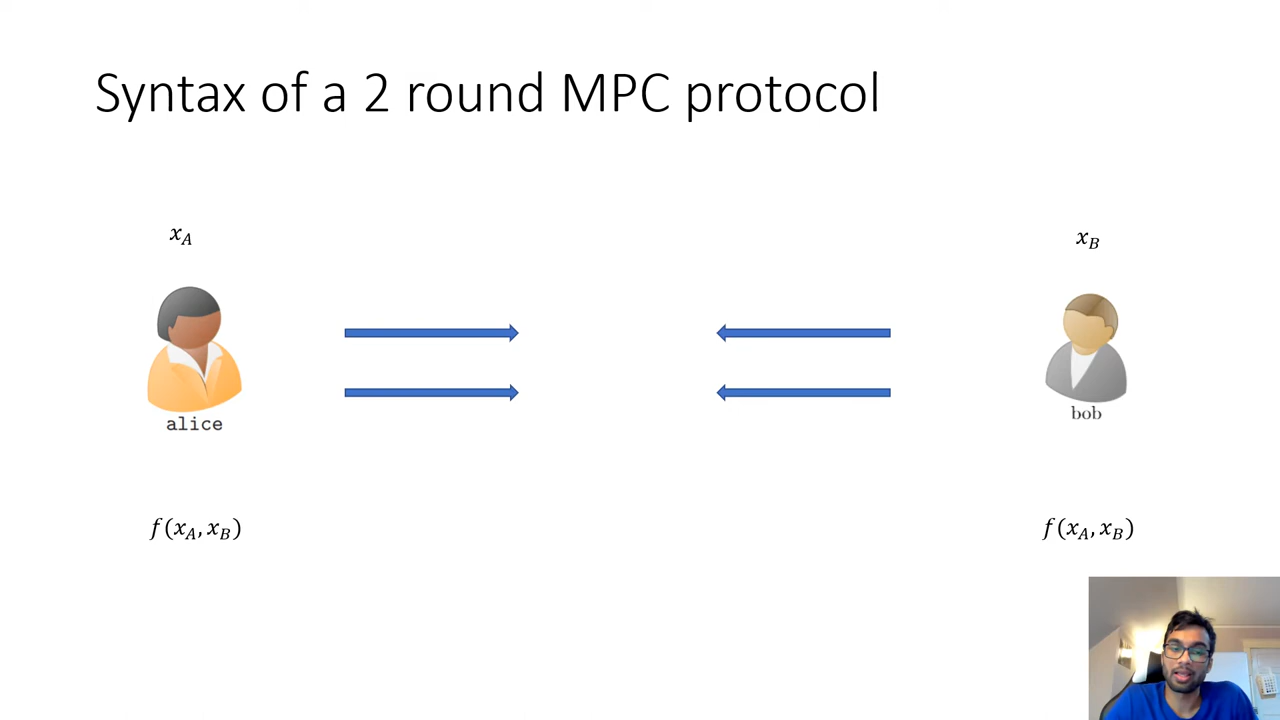 Syntax of a 2 round MPC protocol
x_A
x_B
alice
bob
f(x_A, x_B)
f(x_A, x_B)